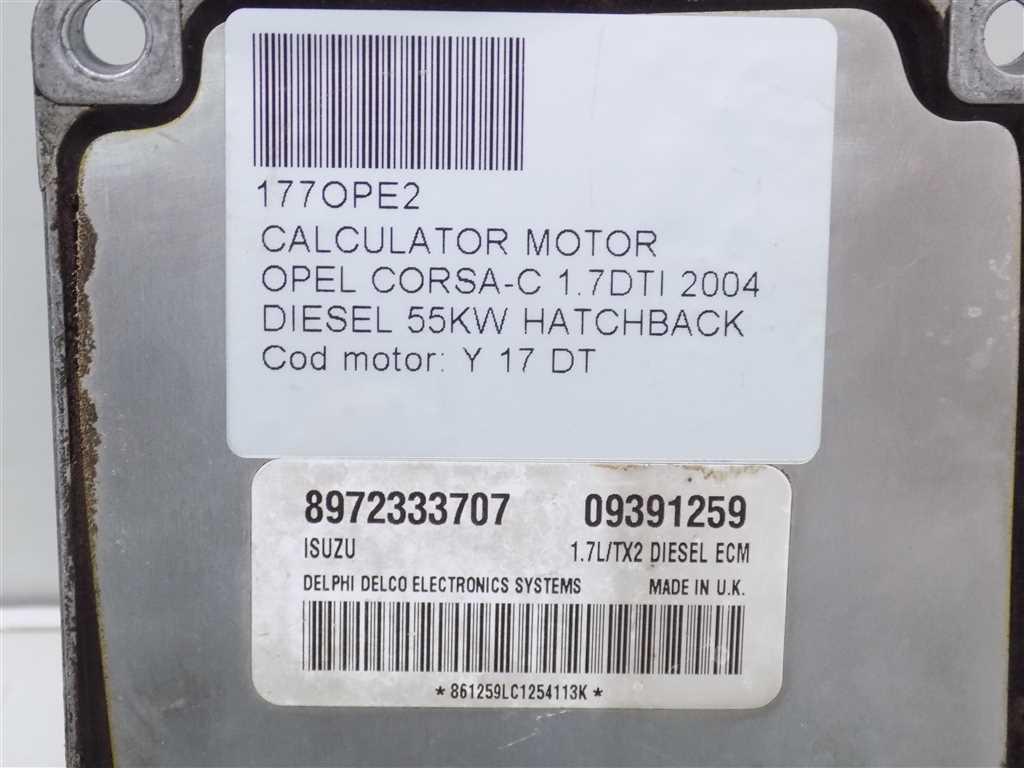 177OPE2
CALCULATOR MOTOR
OPEL CORSA-C 1.7DTI 2004
DIESEL 55KW HATCHBACK
Cod motor: Y 17 DT
8972333707 09391259
ISUZU 1.7L/TX2 DIESEL ECM
DELPHI DELCO ELECTRONICS SYSTEMS MADE IN U.K.
* 861259LC1254113K *